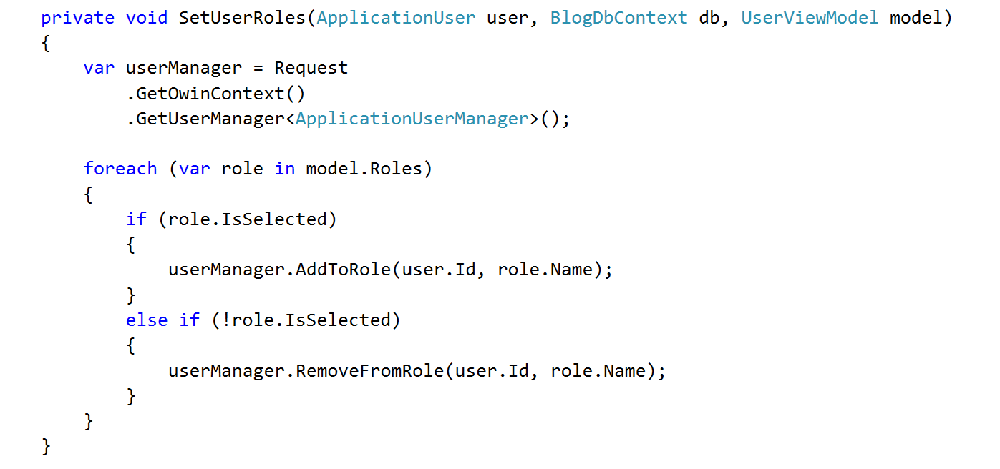 private void SetUserRoles(ApplicationUser user, BlogDbContext db, UserViewModel model)
{
    var userManager = Request
        .GetOwinContext()
        .GetUserManager<ApplicationUserManager>();

    foreach (var role in model.Roles)
    {
        if (role.IsSelected)
        {
            userManager.AddToRole(user.Id, role.Name);
        }
        else if (!role.IsSelected)
        {
            userManager.RemoveFromRole(user.Id, role.Name);
        }
    }
}